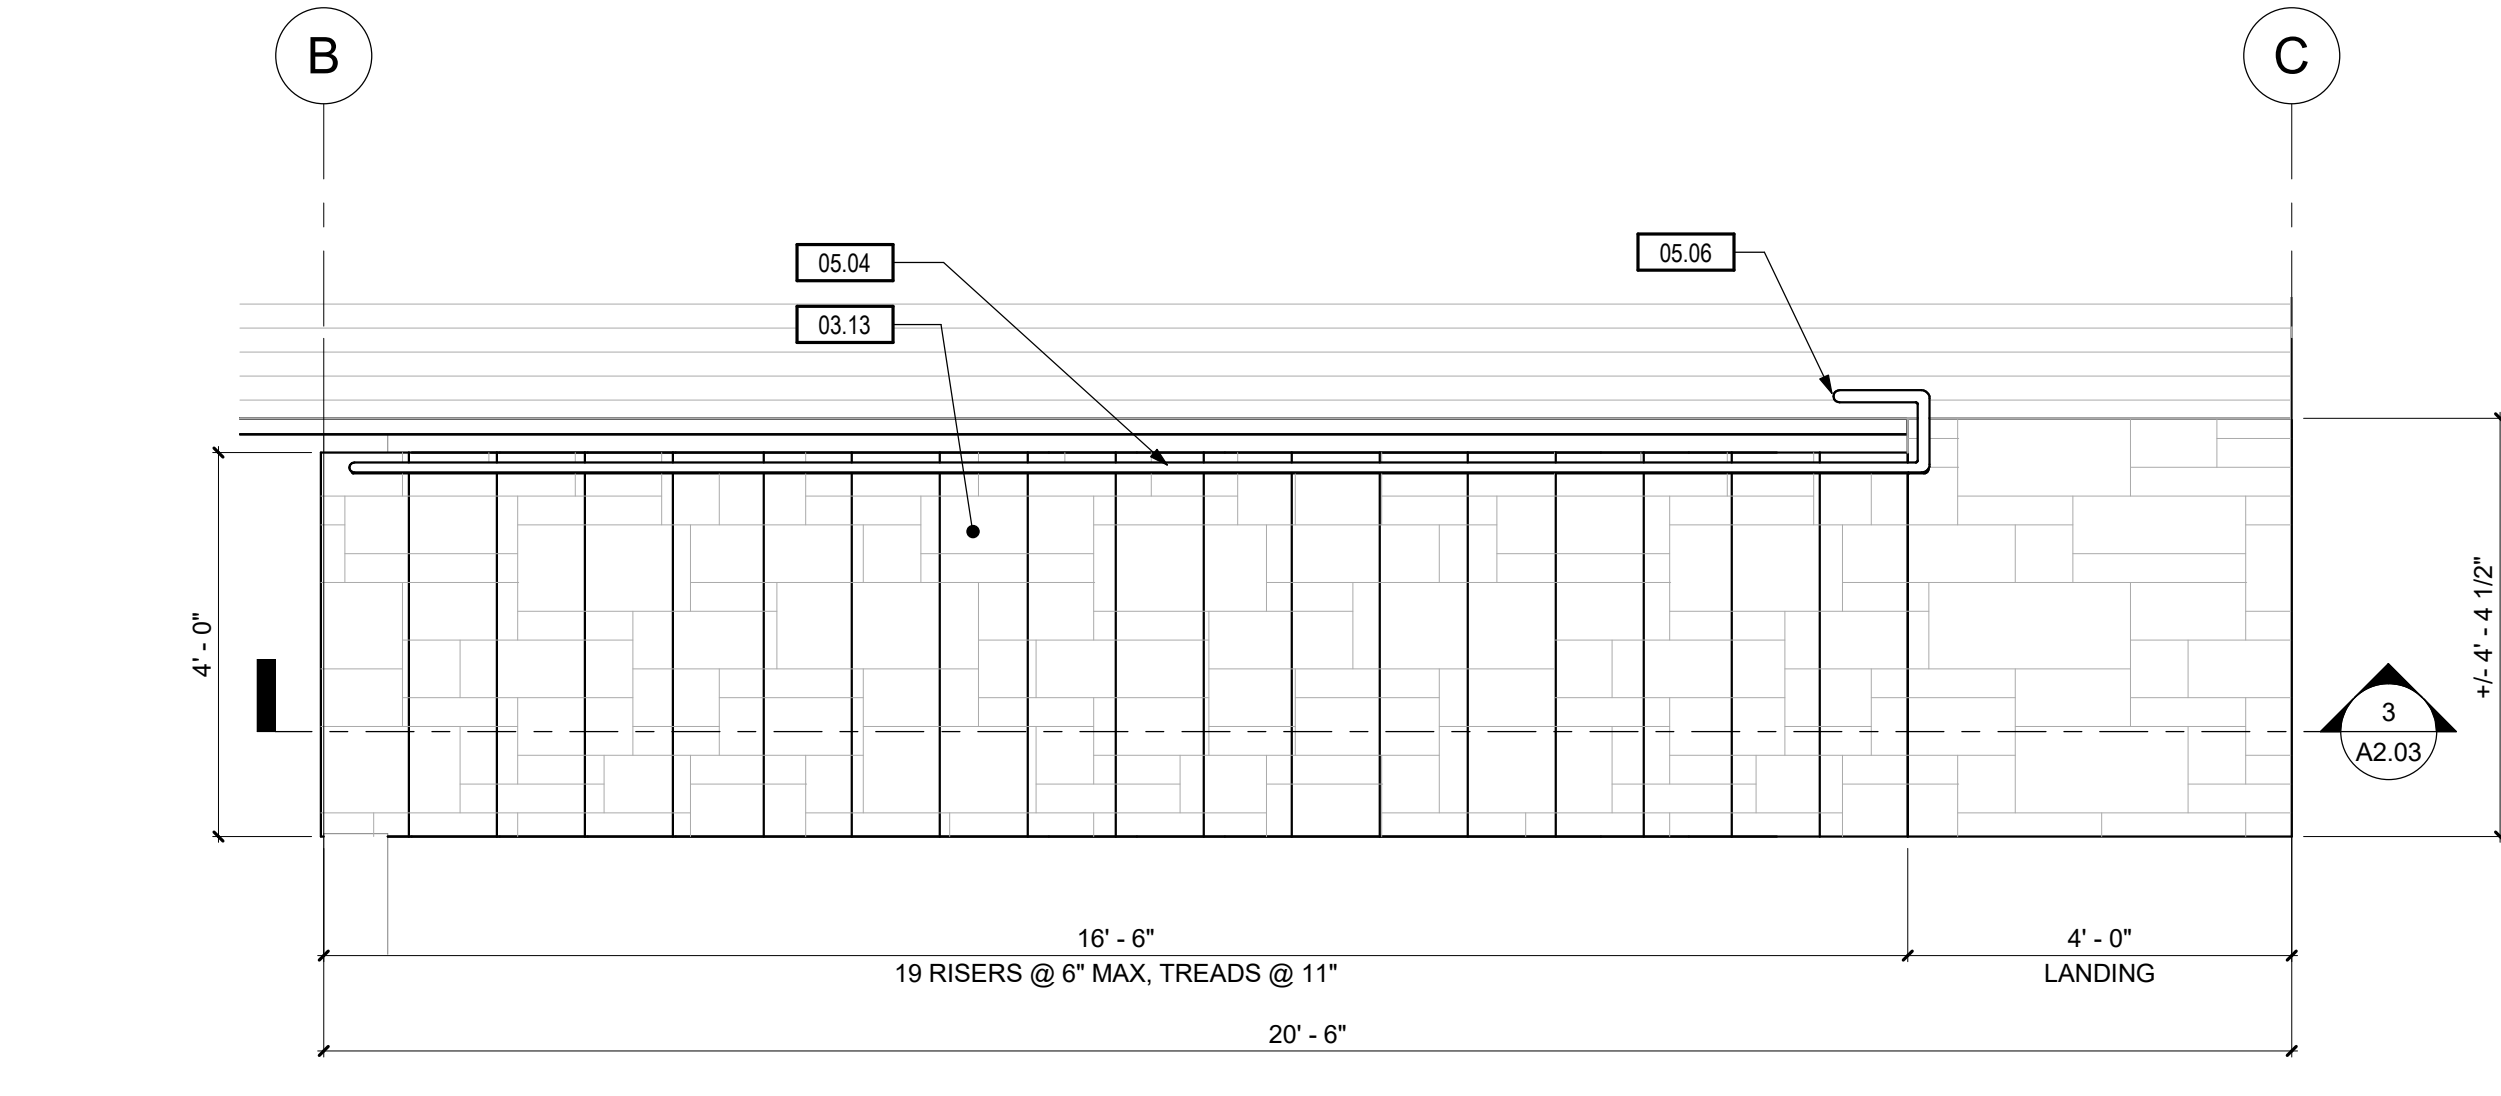 B
C
05.04
05.06
03.13
4' - 0"
+/- 4' - 4 1/2"
3
A2.03
16' - 6"
4' - 0"
19 RISERS @ 6" MAX, TREADS @ 11"
LANDING
20' - 6"